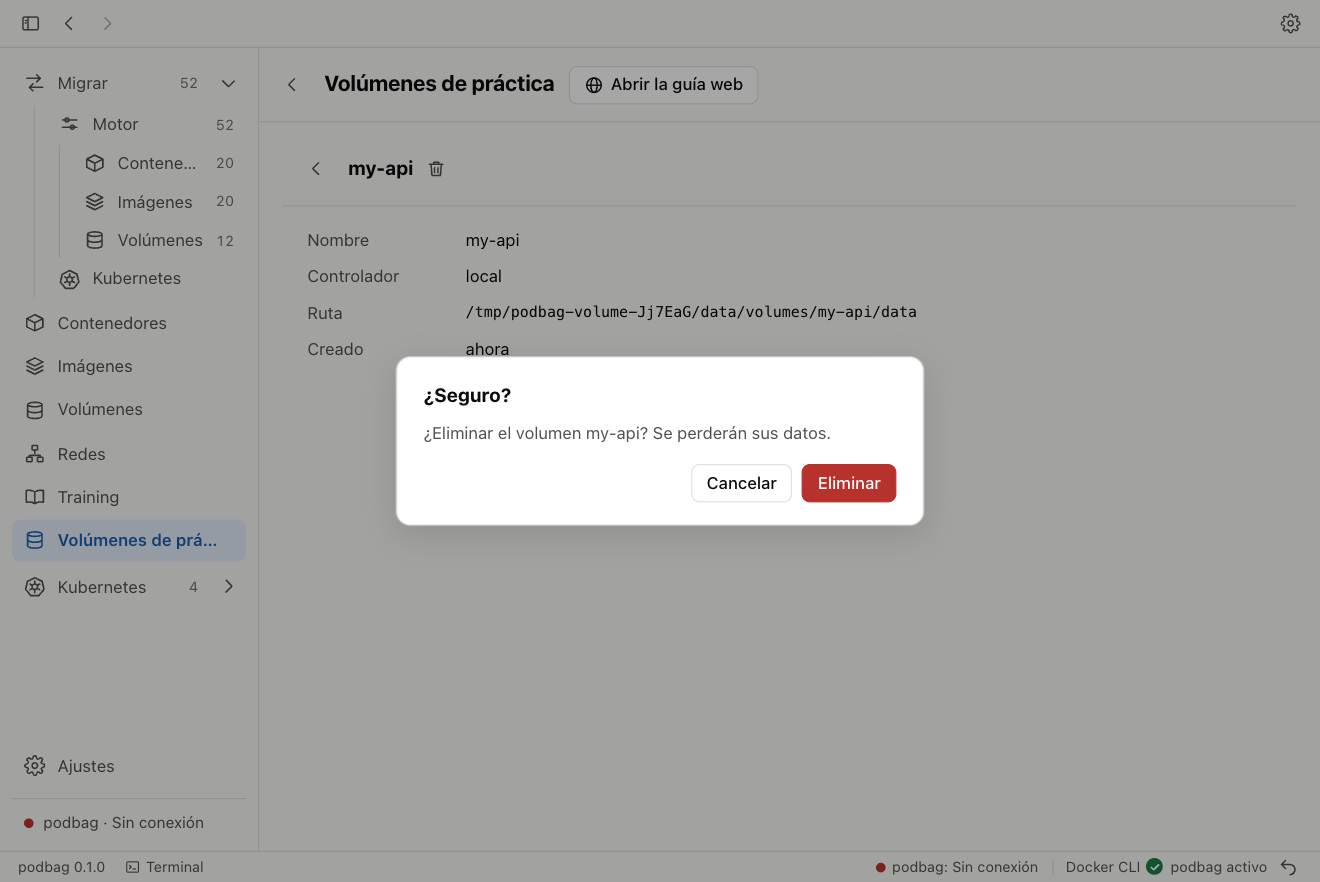 Migrar 52
Motor 52
Contene... 20
Imágenes 20
Volúmenes 12
Kubernetes
Contenedores
Imágenes
Volúmenes
Redes
Training
Volúmenes de prá...
Kubernetes 4
Ajustes
podbag · Sin conexión
Volúmenes de práctica
Abrir la guía web
my-api
Nombre my-api
Controlador local
Ruta /tmp/podbag-volume-Jj7EaG/data/volumes/my-api/data
Creado ahora
¿Seguro?
¿Eliminar el volumen my-api? Se perderán sus datos.
Cancelar Eliminar
podbag 0.1.0 Terminal podbag: Sin conexión Docker CLI podbag activo